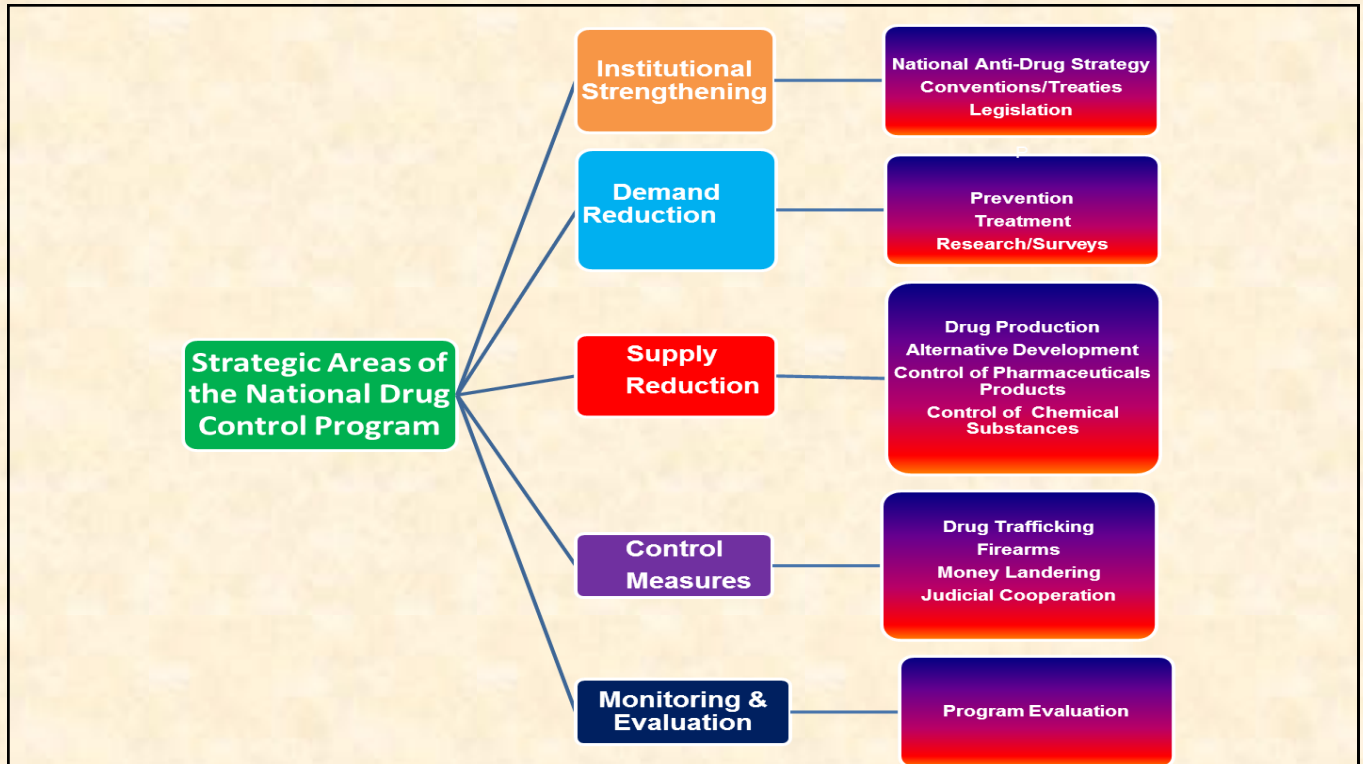 Strategic Areas of
the National Drug
Control Program
Institutional
Strengthening
National Anti-Drug Strategy
Conventions/Treaties
Legislation
Demand
Reduction
P
Prevention
Treatment
Research/Surveys
Supply
Reduction
Drug Production
Alternative Development
Control of Pharmaceuticals
Products
Control of Chemical
Substances
Control
Measures
Drug Trafficking
Firearms
Money Landering
Judicial Cooperation
Monitoring &
Evaluation
Program Evaluation